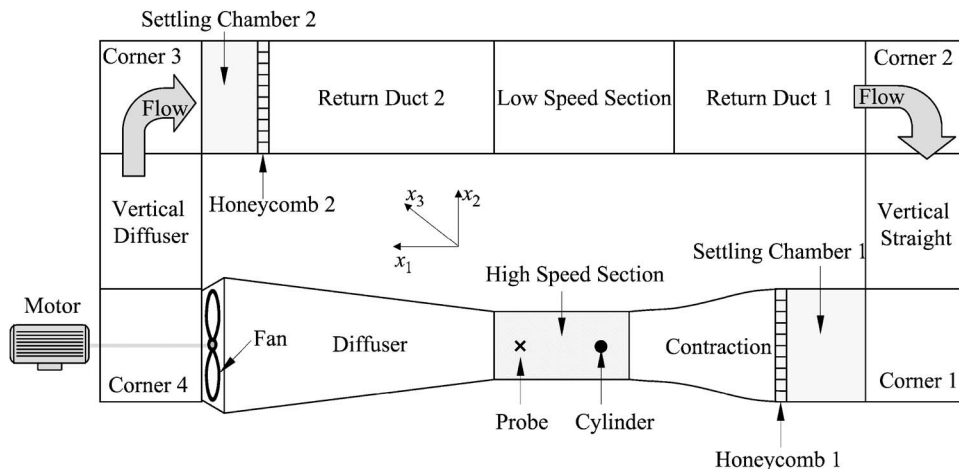 Settling Chamber 2
Corner 3
Flow
Return Duct 2
Low Speed Section
Return Duct 1
Corner 2
Flow
Honeycomb 2
Vertical
Diffuser
x3
x2
x1
Vertical
Straight
Settling Chamber 1
High Speed Section
Motor
Fan
Diffuser
Contraction
Corner 4
Corner 1
Probe
Cylinder
Honeycomb 1